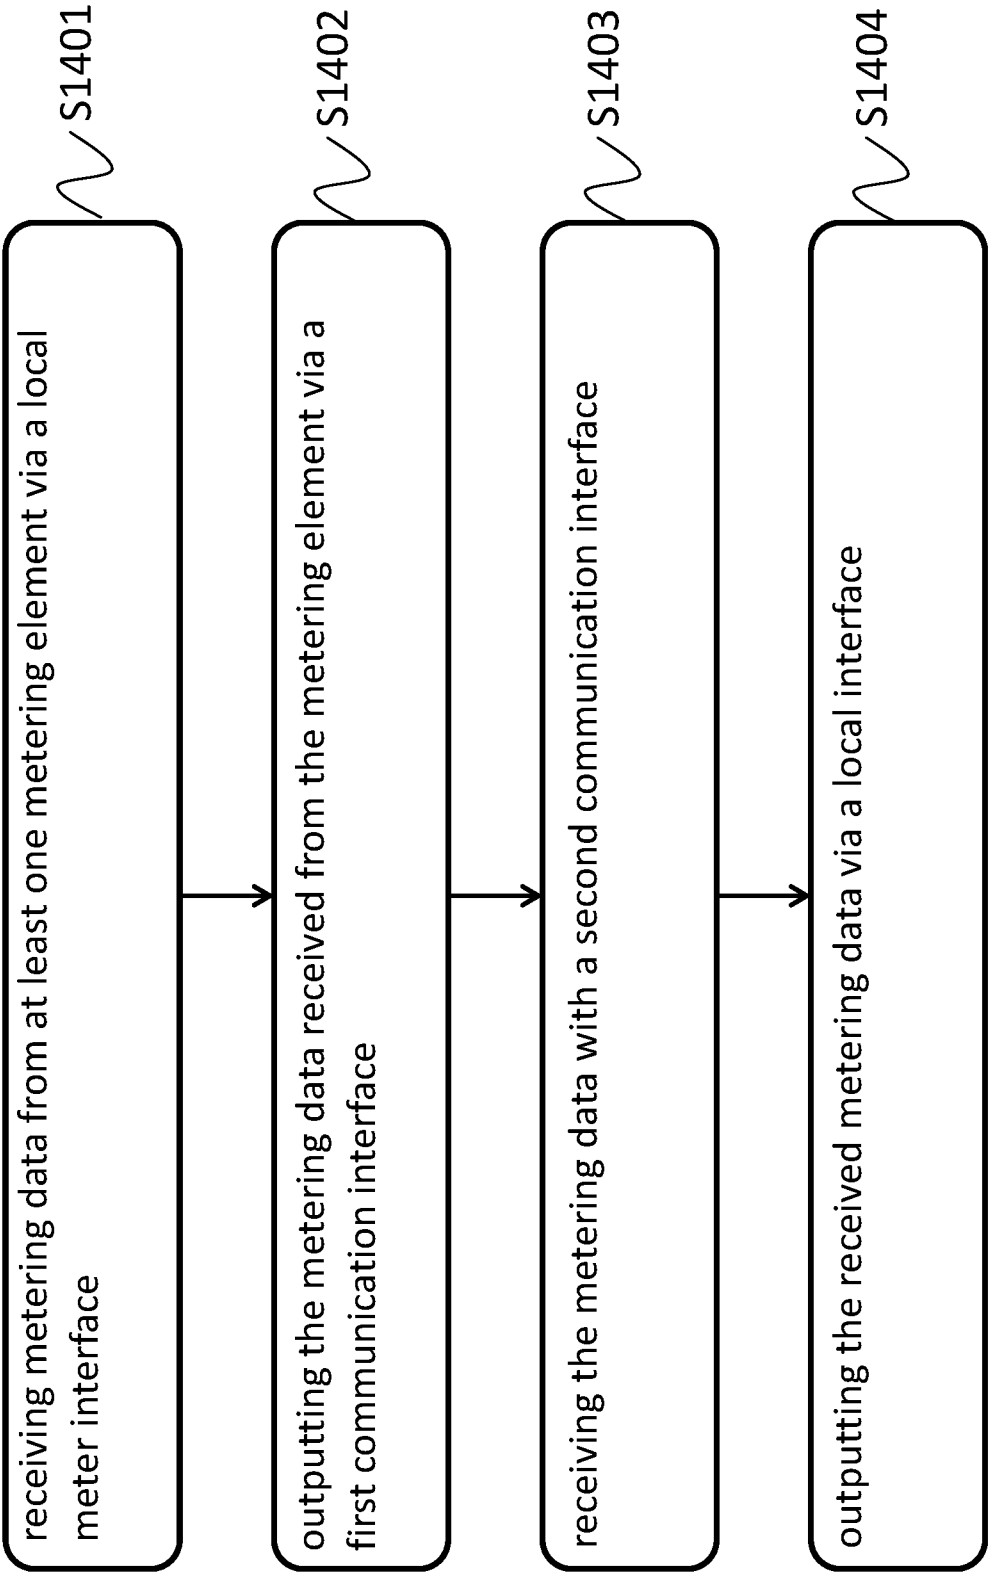 receiving metering data from at least one metering element via a local
meter interface
S1401
outputting the metering data received from the metering element via a
first communication interface
S1402
receiving the metering data with a second communication interface
S1403
outputting the received metering data via a local interface
S1404